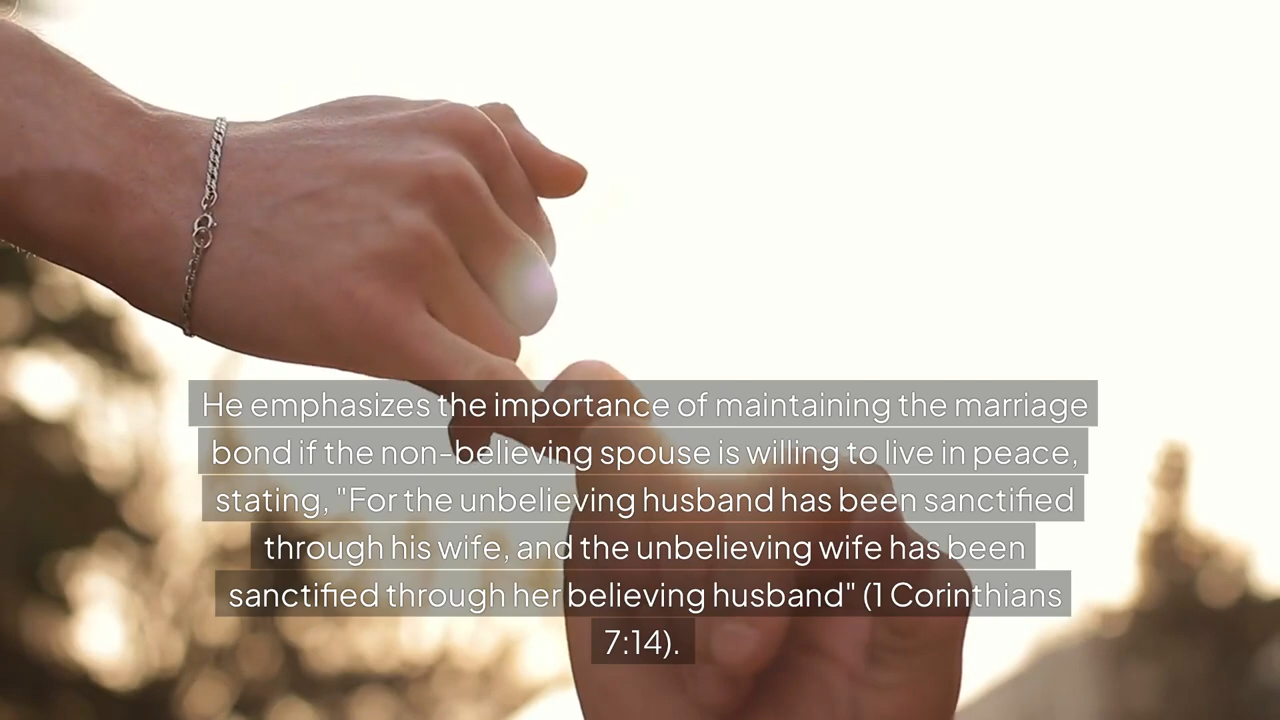 He emphasizes the importance of maintaining the marriage
bond if the non-believing spouse is willing to live in peace,
stating, "For the unbelieving husband has been sanctified
through his wife, and the unbelieving wife has been
sanctified through her believing husband" (1 Corinthians
7:14).